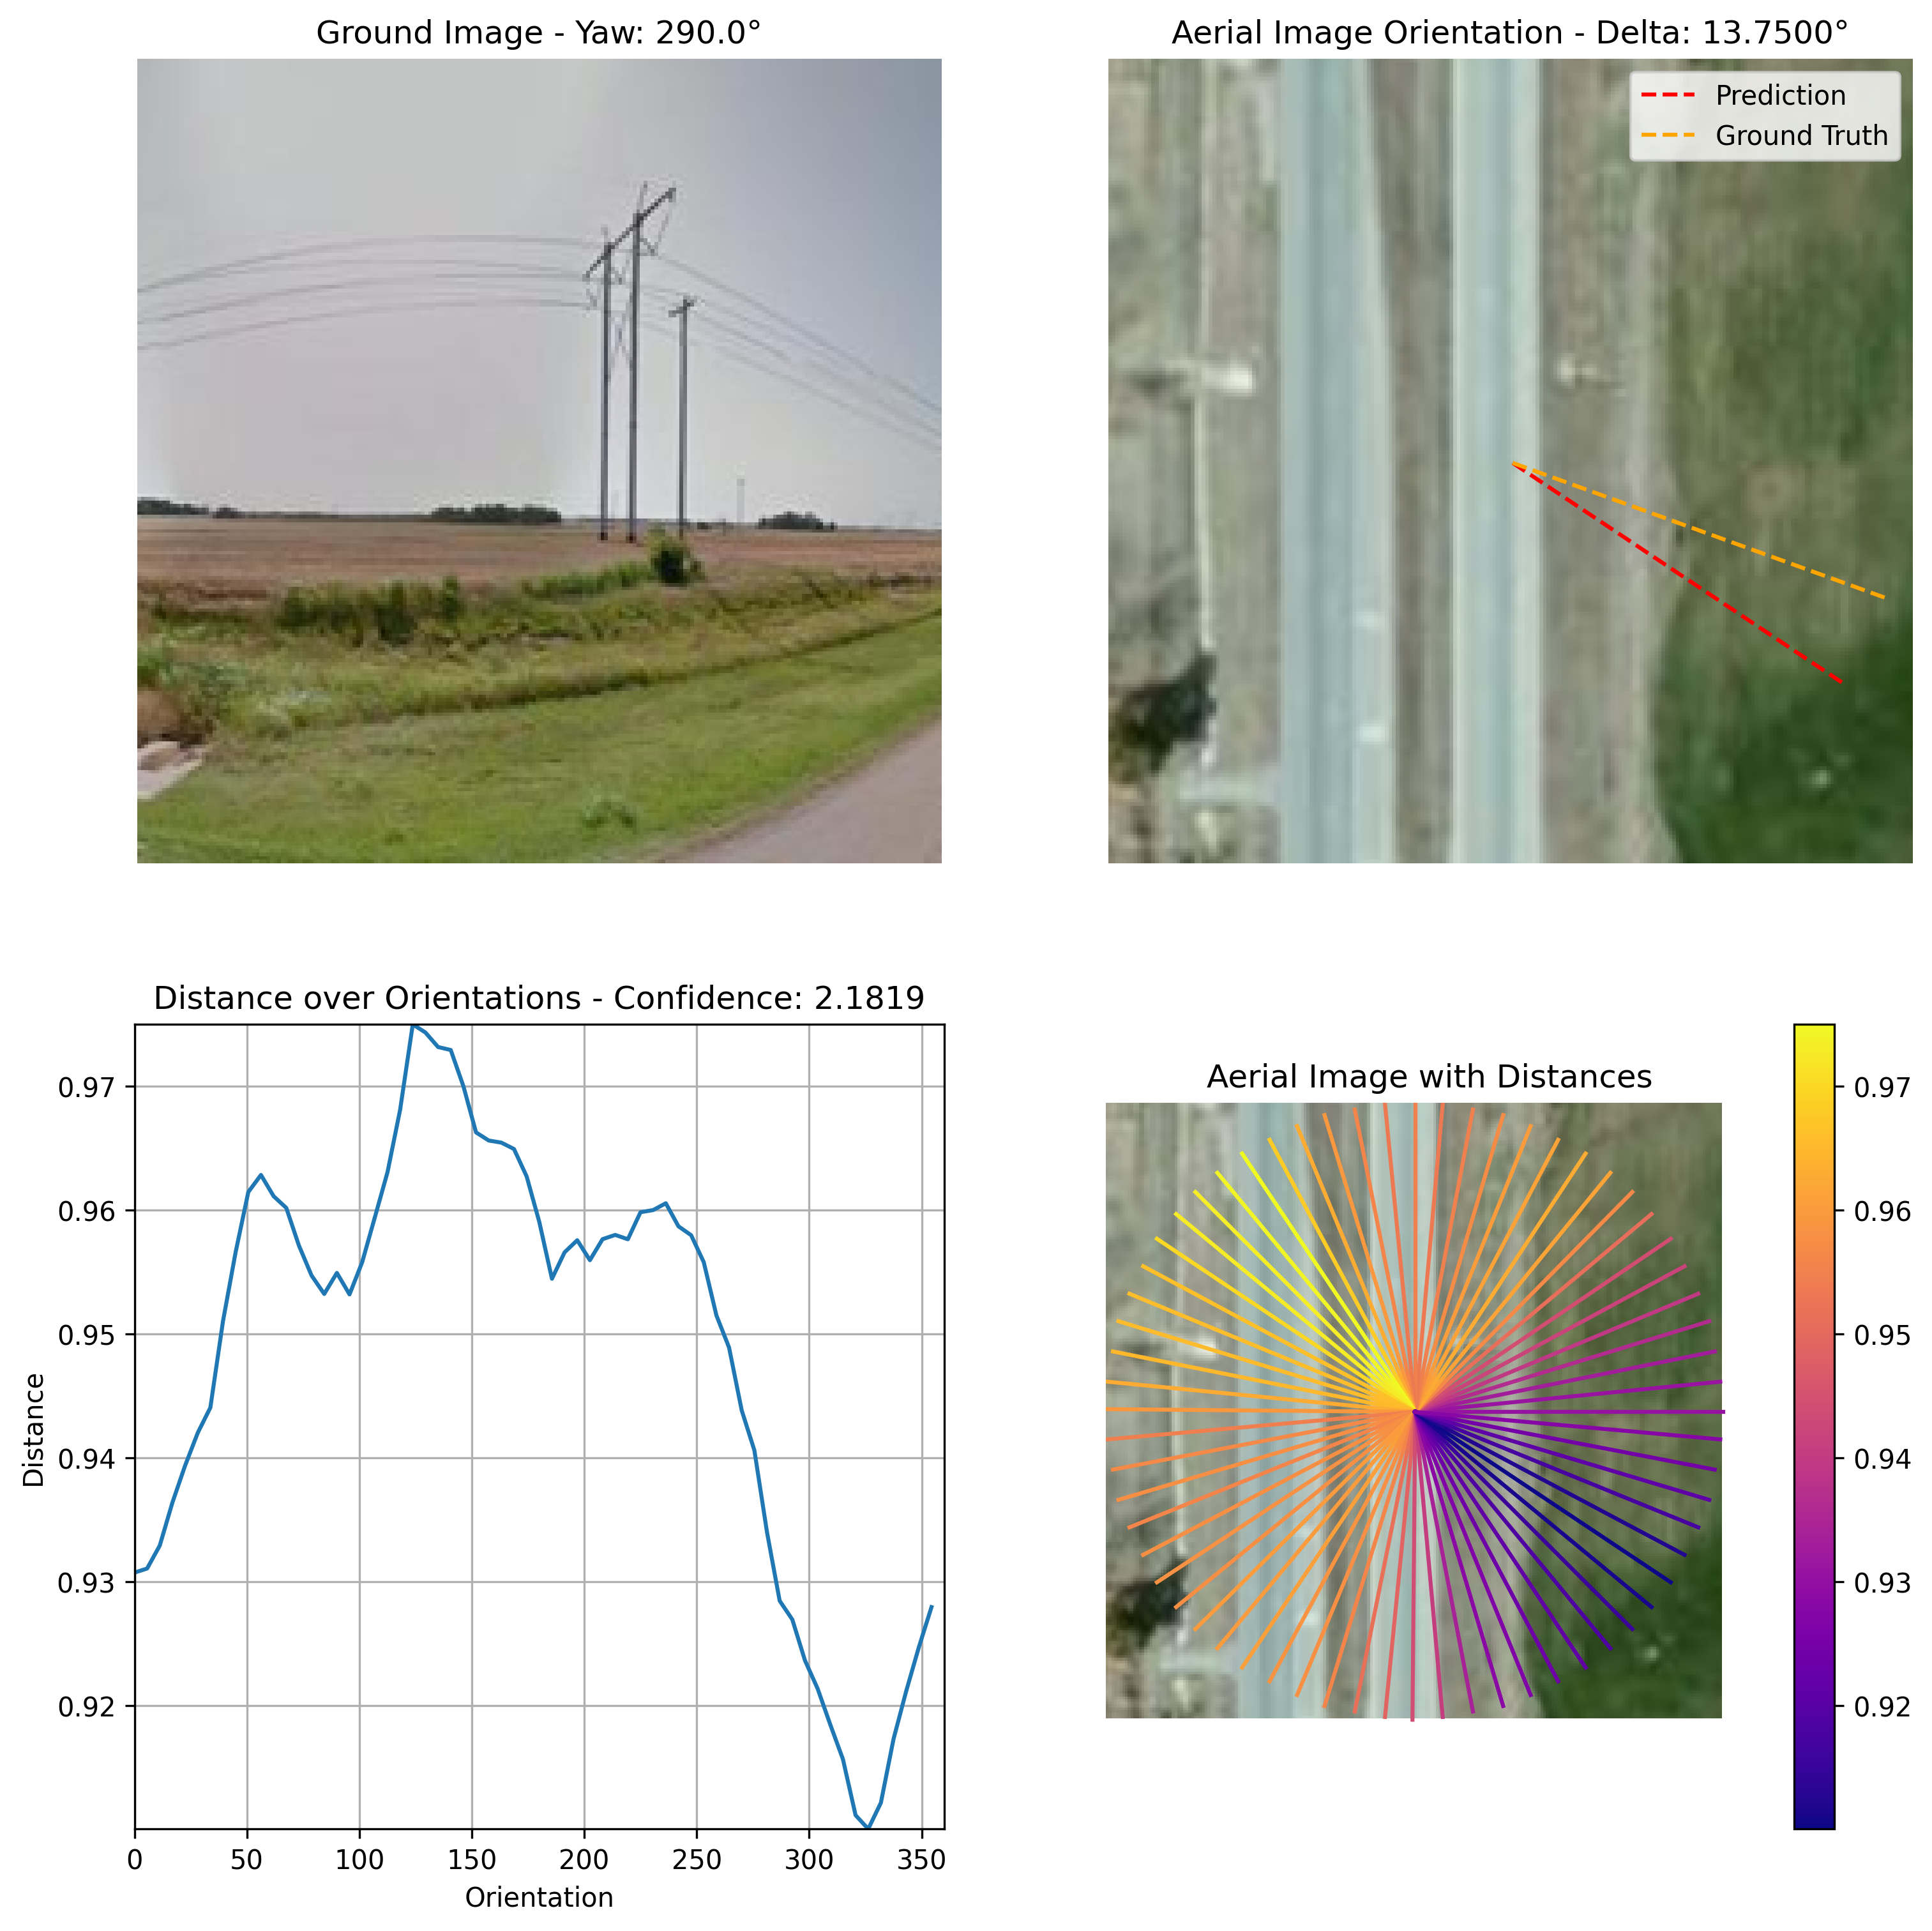 Ground Image - Yaw: 290.0°
Aerial Image Orientation - Delta: 13.7500°
Prediction
Ground Truth
Distance over Orientations - Confidence: 2.1819
0.97
0.96
0.95
0.94
0.93
0.92
Distance
0
50
100
150
200
250
300
350
Orientation
Aerial Image with Distances
0.97
0.96
0.95
0.94
0.93
0.92